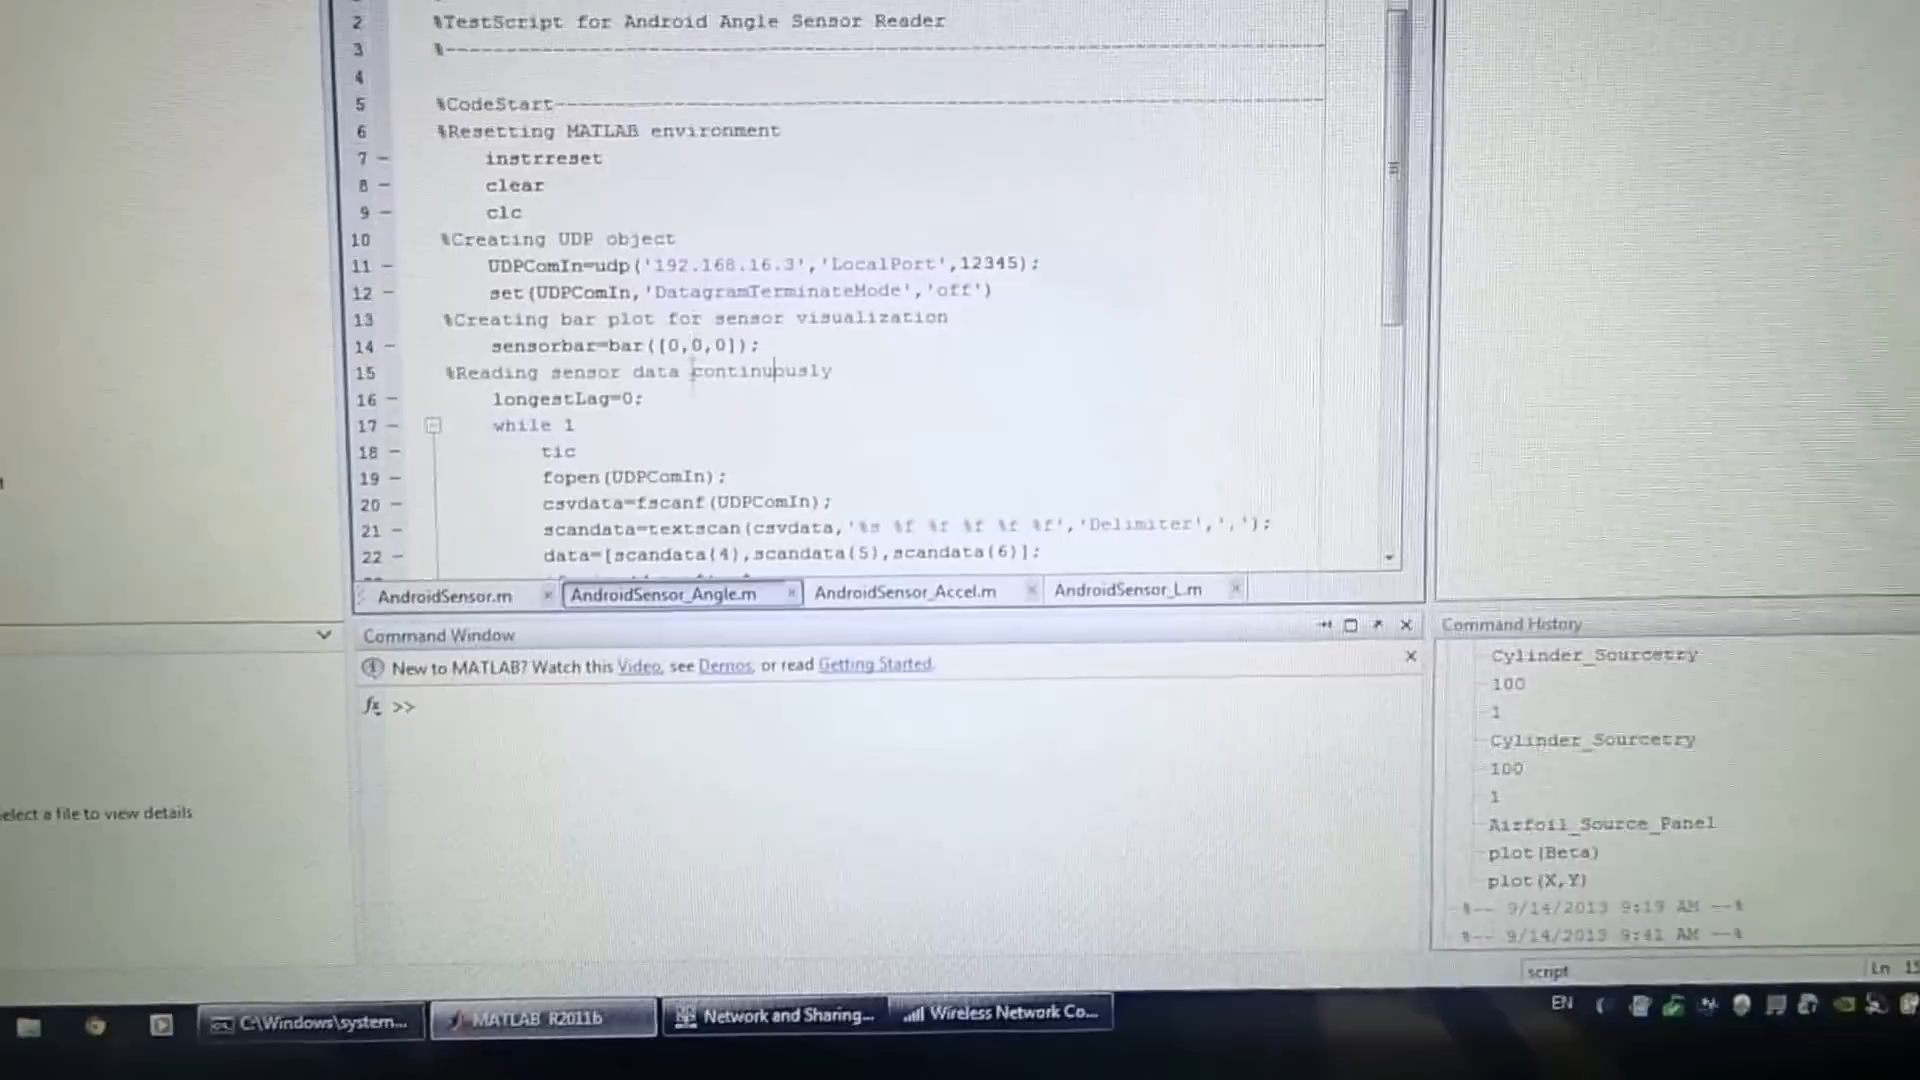 2 %TestScript for Android Angle Sensor Reader
3 %
4
5 %CodeStart
6 %Resetting MATLAB environment
7 instrreset
8 clear
9 clc
10 %Creating UDP object
11 UDPComIn=udp('192.168.16.3','LocalPort',12345);
12 set(UDPComIn,'DatagramTerminateMode','off')
13 %Creating bar plot for sensor visualization
14 sensorbar=bar([0,0,0]);
15 %Reading sensor data continuously
16 longestLag=0;
17 while 1
18 tic
19 fopen(UDPComIn);
20 csvdata=fscanf(UDPComIn);
21 scandata=textscan(csvdata,'%s %f %f %f %f %f','Delimiter',',');
22 data=[scandata(4),scandata(5),scandata(6)];
AndroidSensor.m AndroidSensor_Angle.m AndroidSensor_Accel.m AndroidSensor_L.m
Command Window
New to MATLAB? Watch this Video, see Demos, or read Getting Started.
fx >>
Command History
Cylinder_Sourcetry
100
1
Cylinder_Sourcetry
100
1
Airfoil_Source_Panel
plot(Beta)
plot(X,Y)
%-- 9/14/2013 9:19 AM --%
%-- 9/14/2013 9:41 AM --%
elect a file to view details
script Ln 15
C:\Windows\system... MATLAB R2011b Network and Sharing... Wireless Network Co... EN